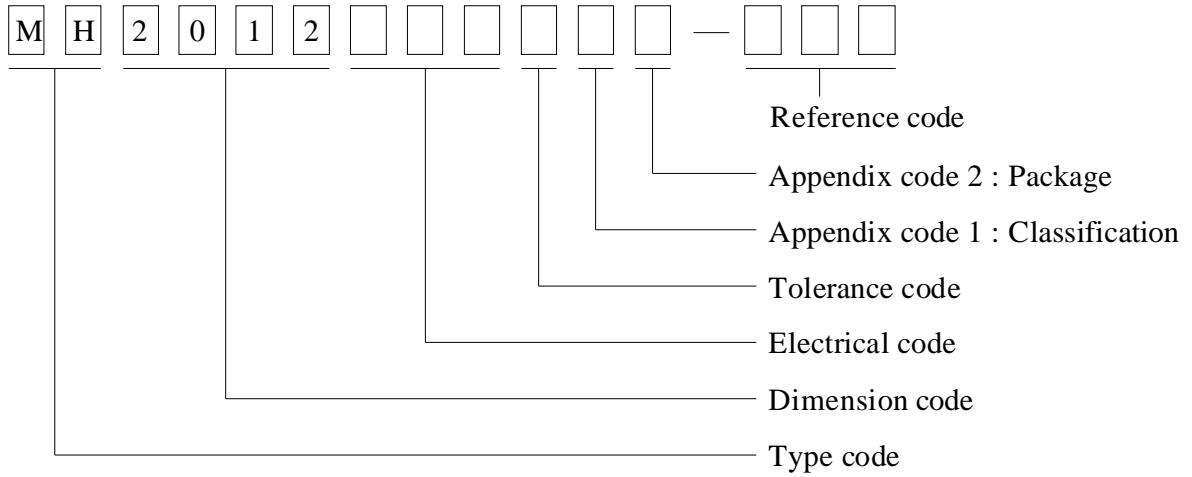 M H 2 0 1 2 —
Reference code
Appendix code 2 : Package
Appendix code 1 : Classification
Tolerance code
Electrical code
Dimension code
Type code